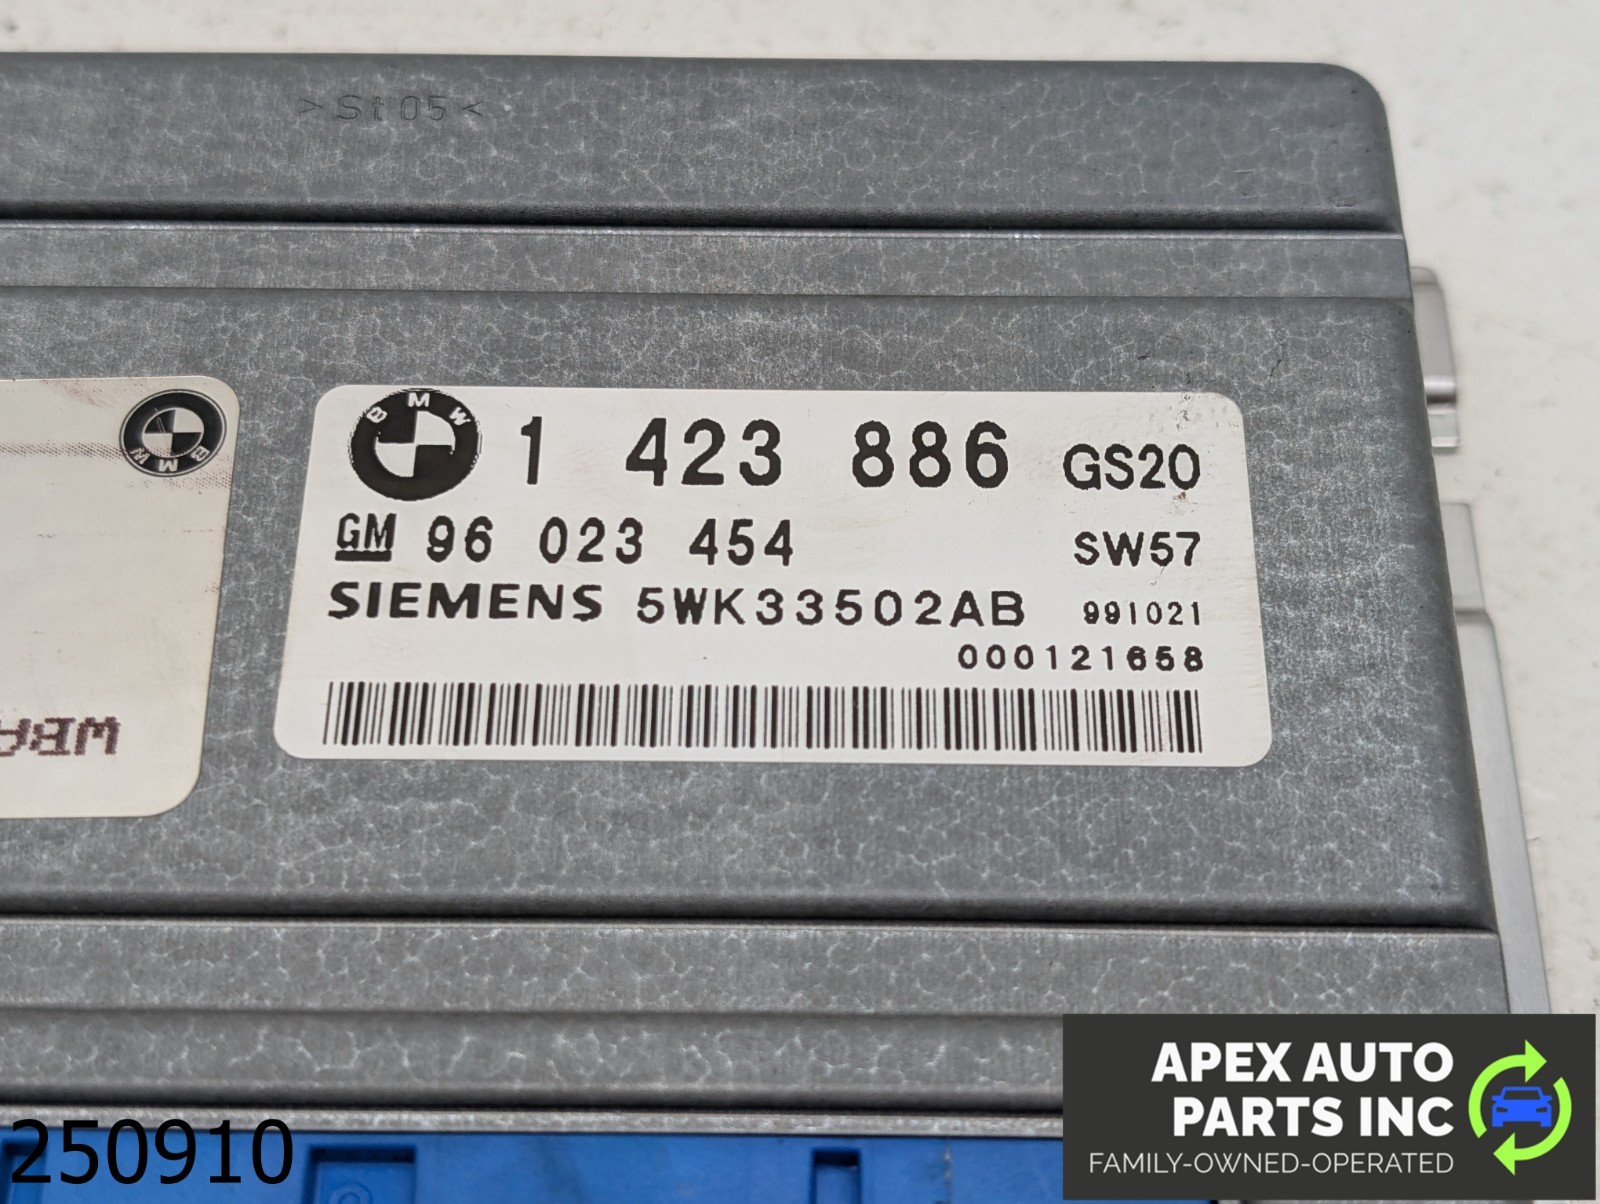 >St05<
BMW
BMW 1 423 886 GS20
GM 96 023 454 SW57
SIEMENS 5WK33502AB 991021
000121658
WBA
250910
APEX AUTO
PARTS INC
FAMILY-OWNED-OPERATED